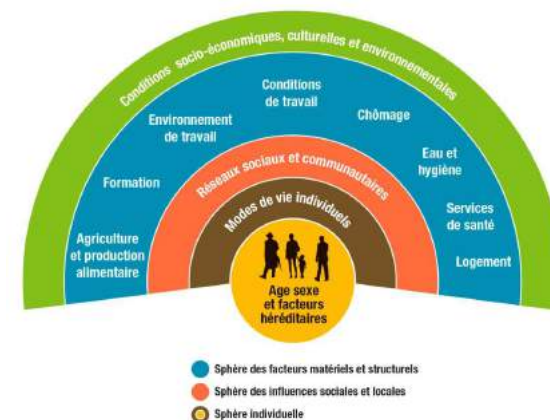 Conditions socio-économiques, culturelles et environnementales
Conditions
de travail
Environnement
de travail
Chômage
Formation
Eau et
hygiène
Agriculture
et production
alimentaire
Services
de santé
Logement
Réseaux sociaux et communautaires
Modes de vie individuels
Age sexe
et facteurs
héréditaires
Sphère des facteurs matériels et structurels
Sphère des influences sociales et locales
Sphère individuelle